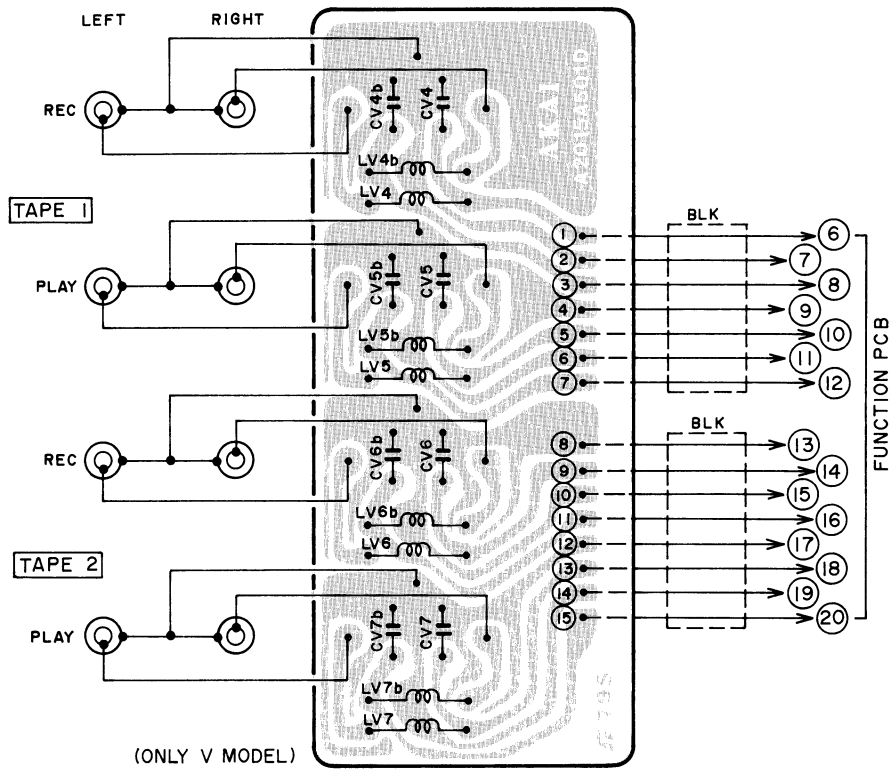 LEFT
RIGHT
REC
CV4b
CV4
AKAI
LV4b
LV4
TAPE 1
PLAY
CV5b
CV5
LV5b
LV5
1
2
3
4
5
6
7
BLK
6
7
8
9
10
11
12
FUNCTION PCB
REC
CV6b
CV6
LV6b
LV6
TAPE 2
8
9
10
11
12
13
14
15
BLK
13
14
15
16
17
18
19
20
PLAY
CV7b
CV7
LV7b
LV7
(ONLY V MODEL)